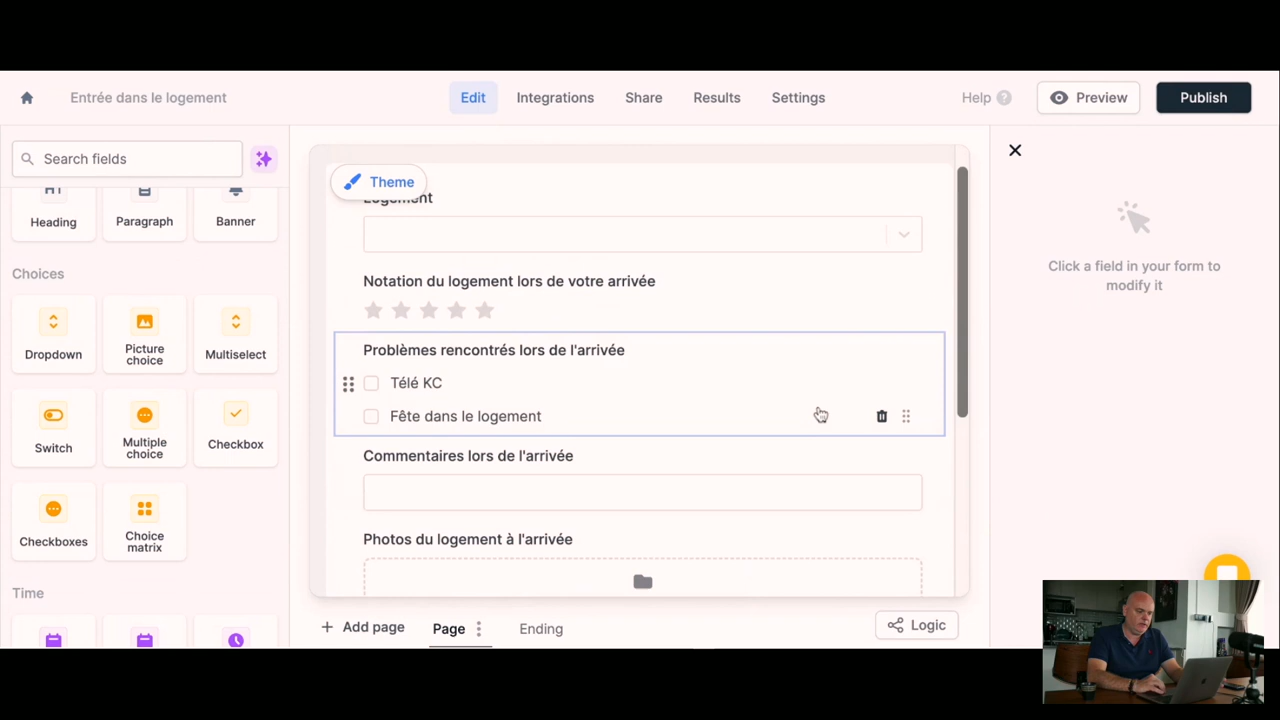 Entrée dans le logement
Edit
Integrations
Share
Results
Settings
Help
Preview
Publish
Search fields
Heading
Paragraph
Banner
Choices
Dropdown
Picture
choice
Multiselect
Switch
Multiple
choice
Checkbox
Checkboxes
Choice
matrix
Time
Theme
Logement
Notation du logement lors de votre arrivée
Problèmes rencontrés lors de l'arrivée
Télé KC
Fête dans le logement
Commentaires lors de l'arrivée
Photos du logement à l'arrivée
Add page
Page
Ending
Logic
Click a field in your form to
modify it